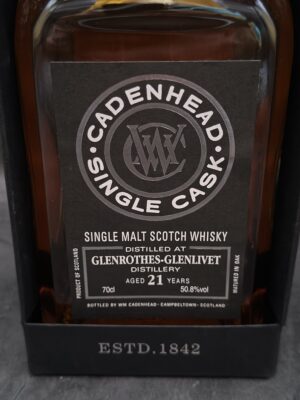 · CADENHEAD ·
SINGLE CASK
WC
SINGLE MALT SCOTCH WHISKY
DISTILLED AT
GLENROTHES-GLENLIVET
DISTILLERY
AGED 21 YEARS
70cl 50.8%vol
PRODUCT OF SCOTLAND
MATURED IN OAK
BOTTLED BY WM CADENHEAD · CAMPBELTOWN · SCOTLAND
ESTD.1842